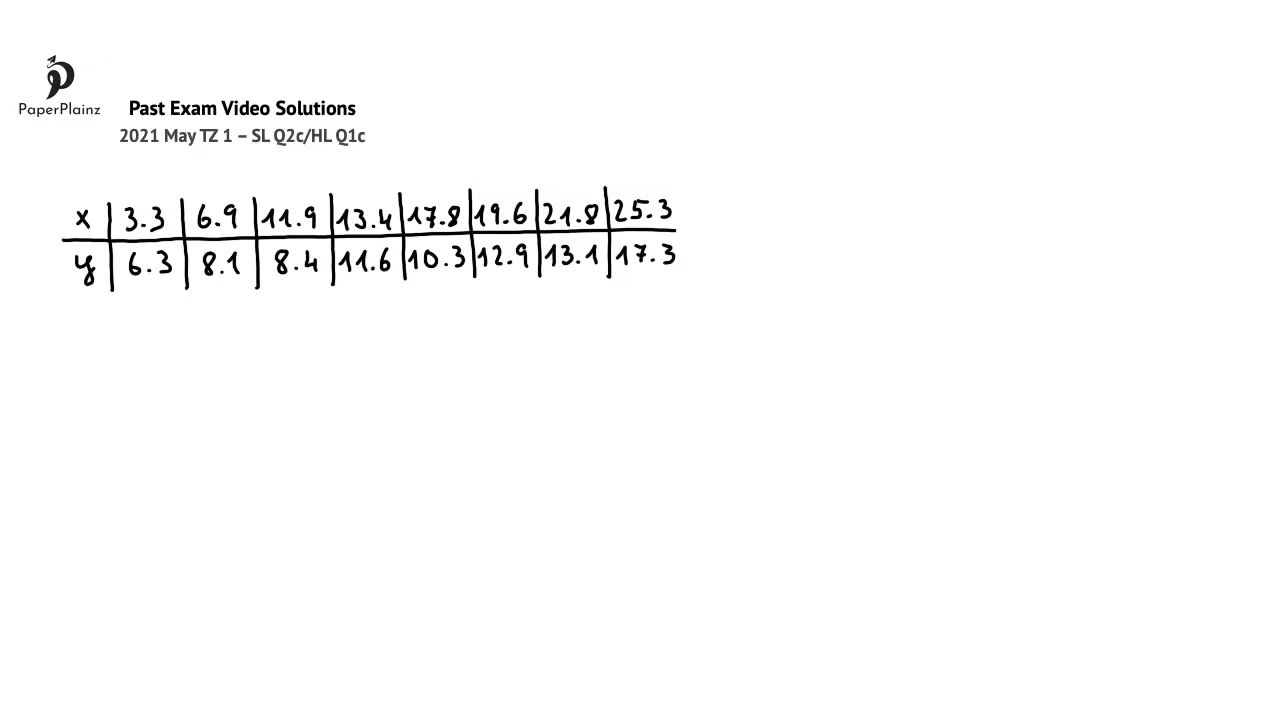 PaperPlainz
Past Exam Video Solutions
2021 May TZ 1 – SL Q2c/HL Q1c
x 3.3 6.9 11.9 13.4 17.8 19.6 21.8 25.3
y 6.3 8.1 8.4 11.6 10.3 12.9 13.1 17.3